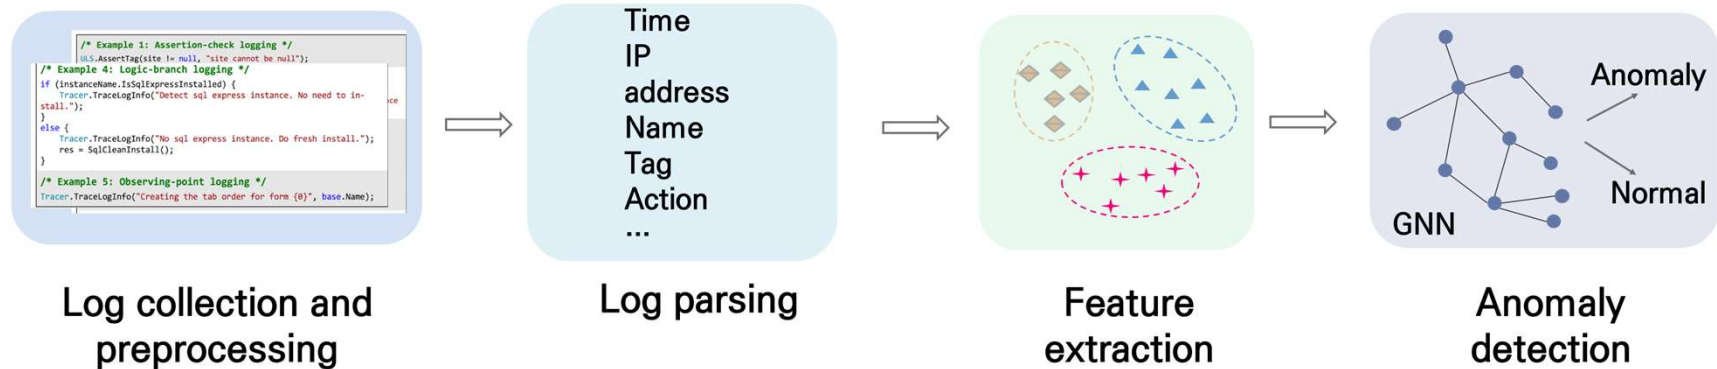 /* Example 1: Assertion-check logging */
ULS.AssertTag(site != null, "site cannot be null");
/* Example 4: Logic-branch logging */
if (instanceName.IsSqlExpressInstalled) {
Tracer.TraceLogInfo("Detect sql express instance. No need to in-
stall.");
}
else {
Tracer.TraceLogInfo("No sql express instance. Do fresh install.");
res = SqlCleanInstall();
}
/* Example 5: Observing-point logging */
Tracer.TraceLogInfo("Creating the tab order for form {0}", base.Name);
Log collection and
preprocessing
Time
IP
address
Name
Tag
Action
...
Log parsing
Feature
extraction
Anomaly
Normal
GNN
Anomaly
detection